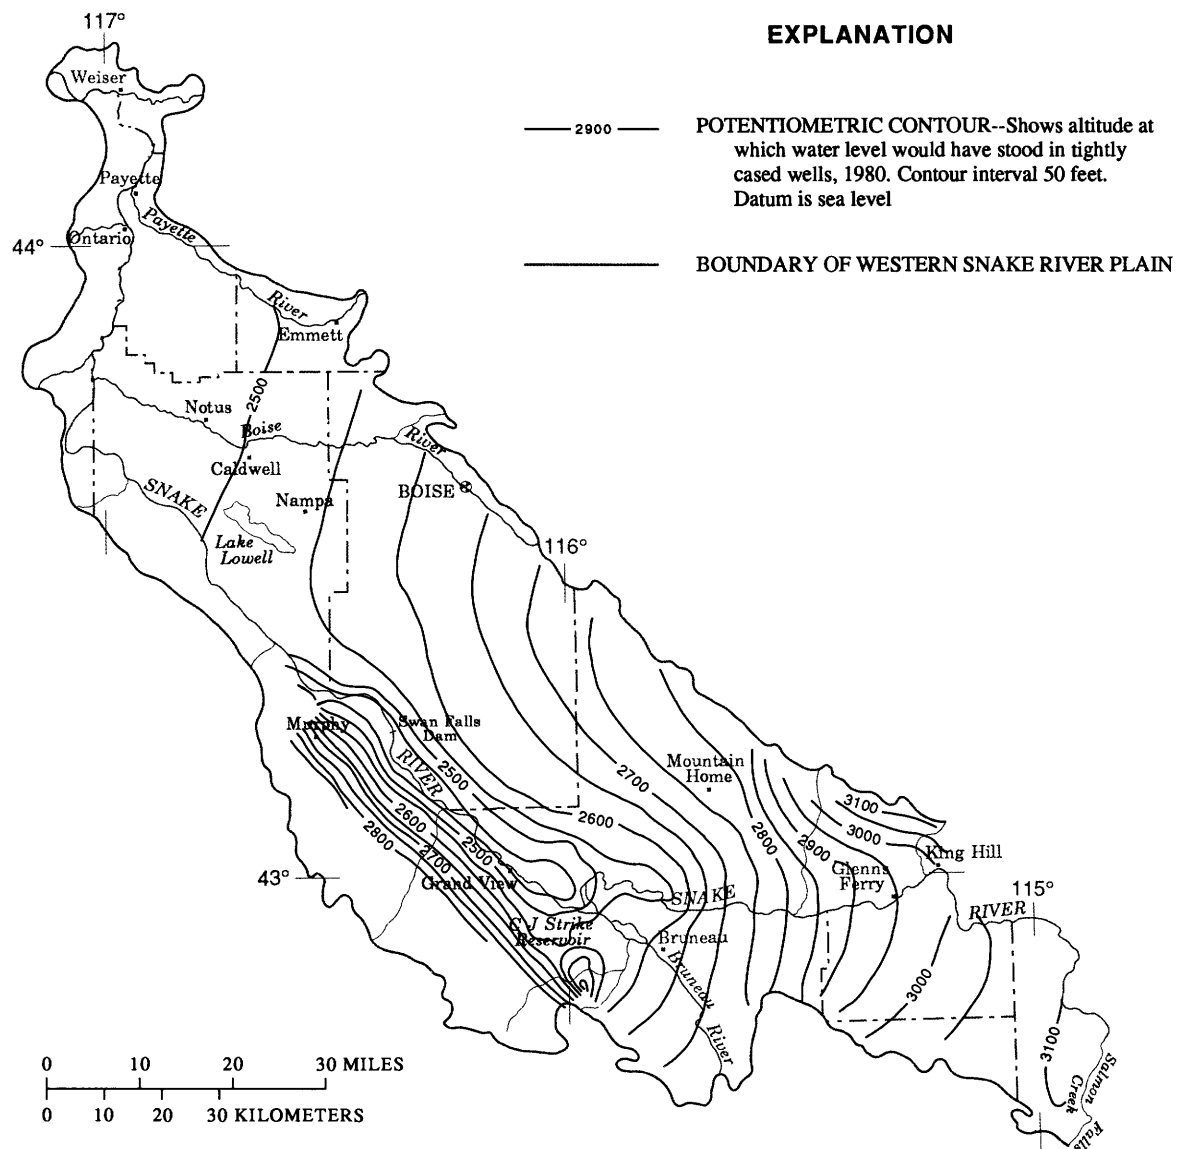 117°
EXPLANATION
Weiser
2900
POTENTIOMETRIC CONTOUR--Shows altitude at
which water level would have stood in tightly
cased wells, 1980. Contour interval 50 feet.
Datum is sea level
Payette
Payette
Ontario
44°
BOUNDARY OF WESTERN SNAKE RIVER PLAIN
River
Emmett
2500
Notus
Boise
River
Caldwell
BOISE
SNAKE
Nampa
Lake
Lowell
116°
Murphy
Swan Falls
Dam
RIVER
2500
Mountain
Home
2700
3100
2600
2600
2800
3000
2800
2500
2900
King Hill
2700
Glenns
Ferry
43°
Grand View
SNAKE
115°
RIVER
C J Strike
Reservoir
Bruneau
Bruneau
River
3000
3100
0 10 20 30 MILES
0 10 20 30 KILOMETERS
Salmon
Falls
Creek